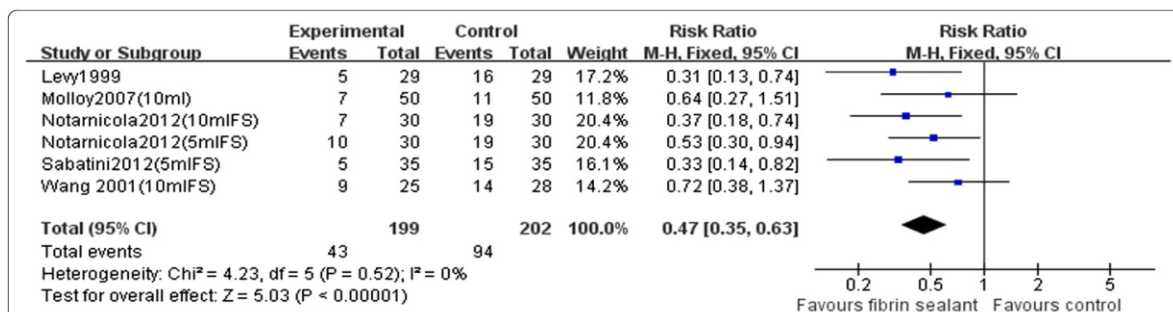 Experimental Control Risk Ratio Risk Ratio
Study or Subgroup Events Total Events Total Weight M-H, Fixed, 95% CI M-H, Fixed, 95% CI
Levy1999 5 29 16 29 17.2% 0.31 [0.13, 0.74]
Molloy2007(10ml) 7 50 11 50 11.8% 0.64 [0.27, 1.51]
Notarnicola2012(10mlFS) 7 30 19 30 20.4% 0.37 [0.18, 0.74]
Notarnicola2012(5mlFS) 10 30 19 30 20.4% 0.53 [0.30, 0.94]
Sabatini2012(5mlFS) 5 35 15 35 16.1% 0.33 [0.14, 0.82]
Wang 2001(10mlFS) 9 25 14 28 14.2% 0.72 [0.38, 1.37]
Total (95% CI) 199 202 100.0% 0.47 [0.35, 0.63]
Total events 43 94
Heterogeneity: Chi² = 4.23, df = 5 (P = 0.52); I² = 0%
Test for overall effect: Z = 5.03 (P < 0.00001)
0.2 0.5 1 2 5
Favours fibrin sealant Favours control